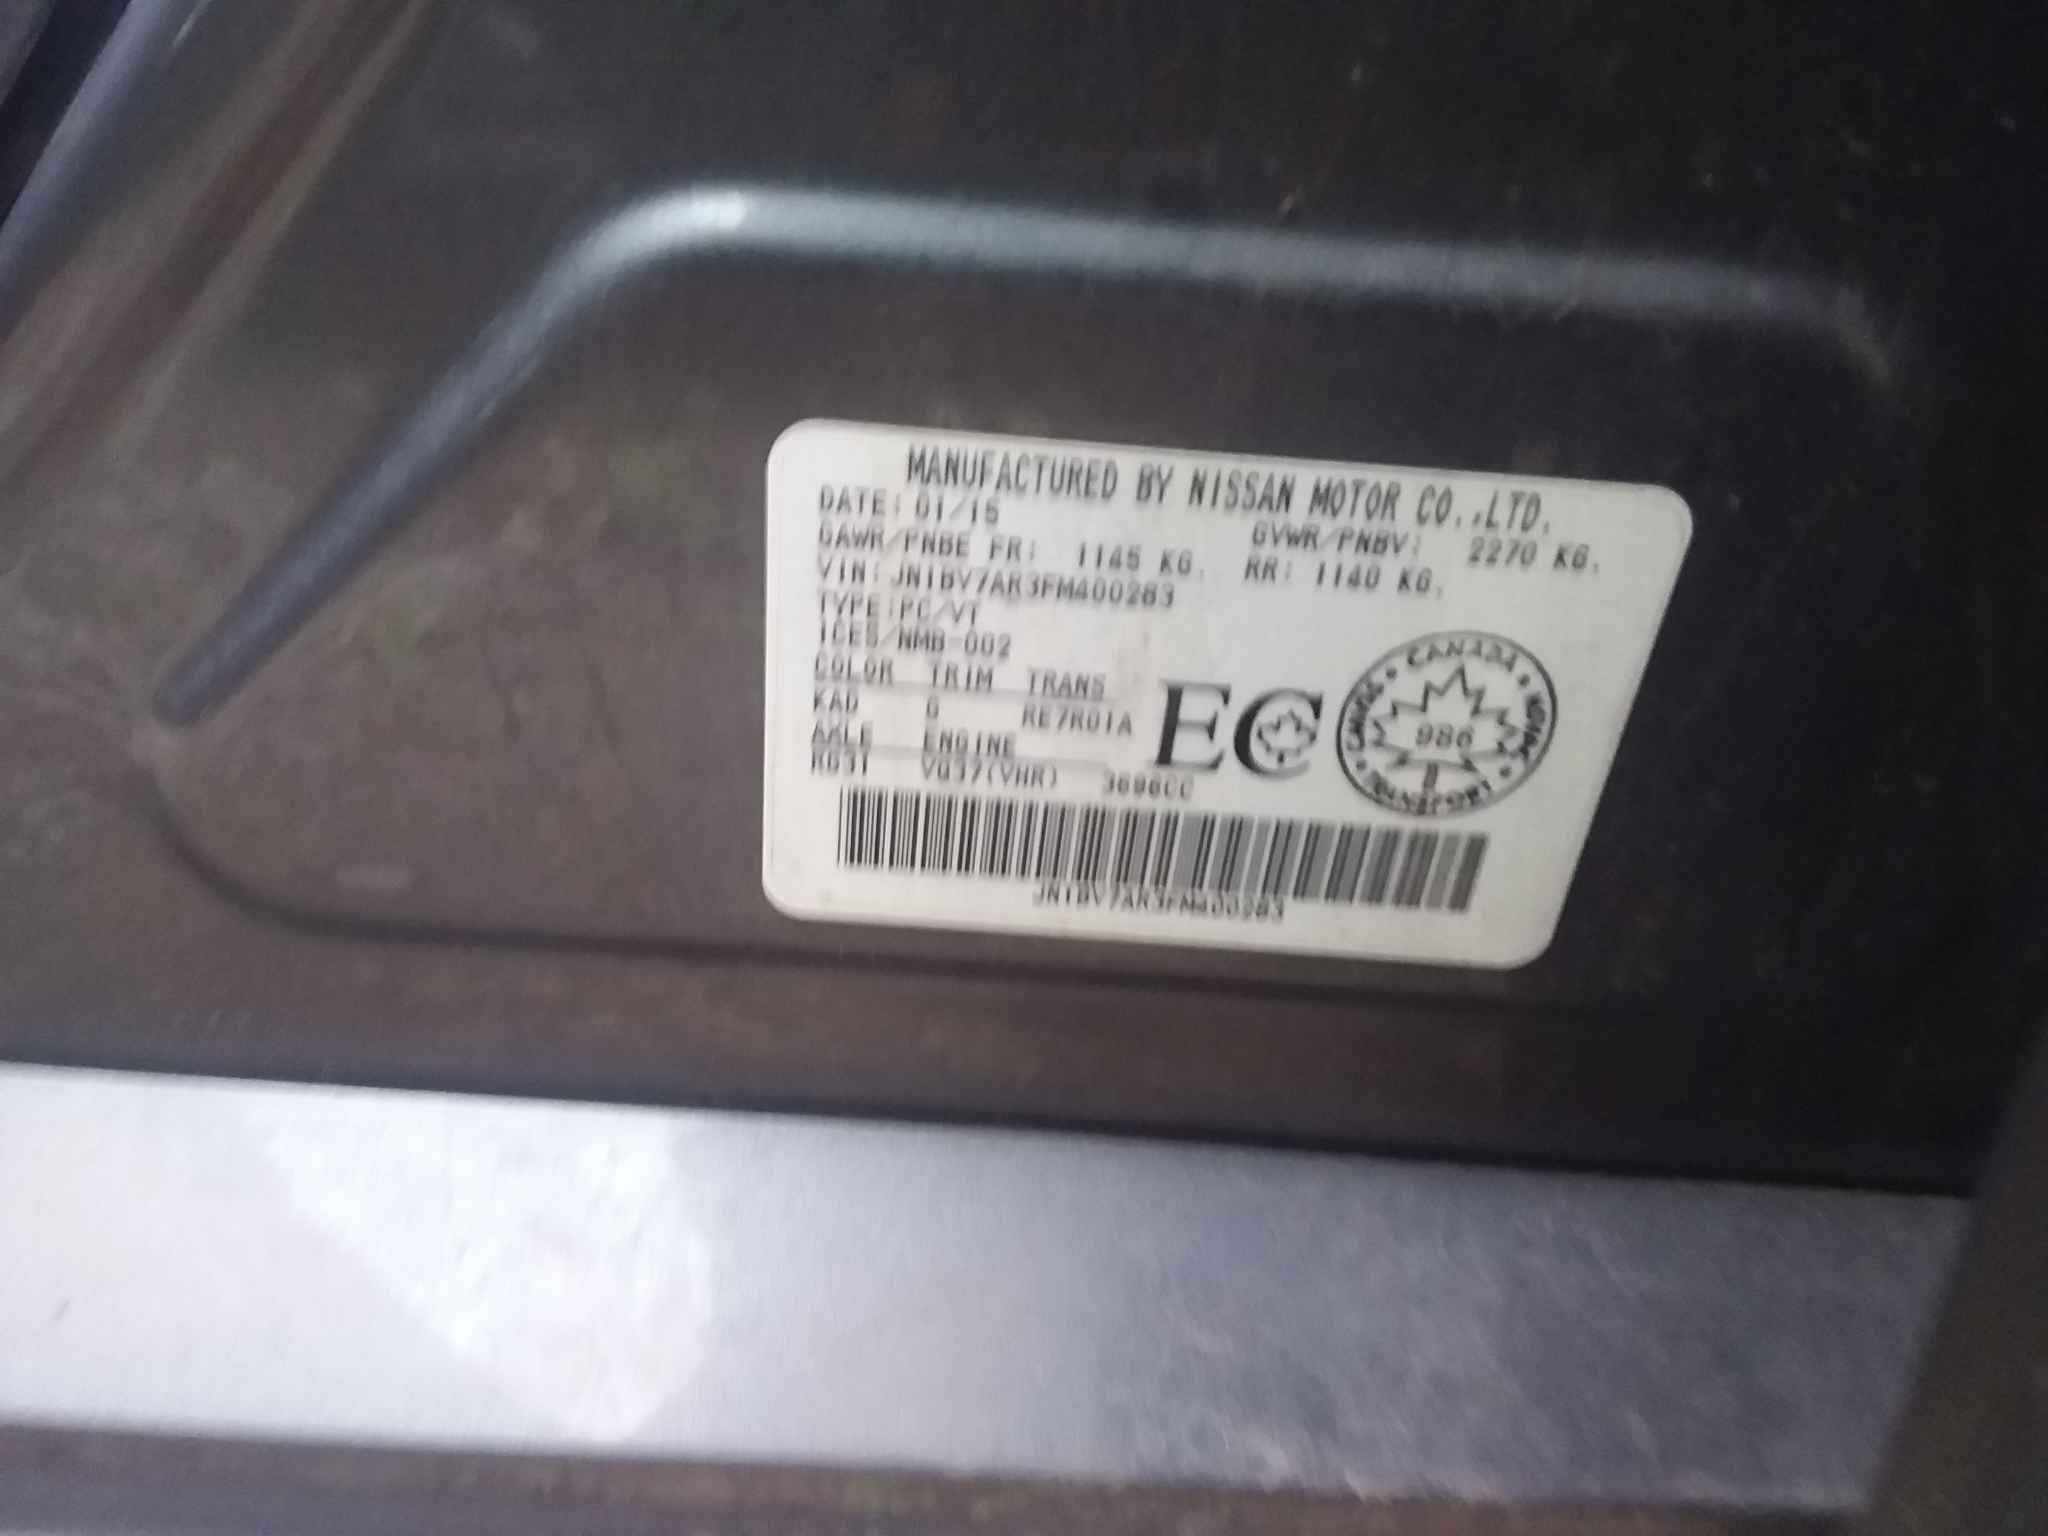 MANUFACTURED BY NISSAN MOTOR CO.,LTD.
DATE: 01/15 GVWR/PNBV: 2270 KG.
GAWR/PNBE FR: 1145 KG. RR: 1140 KG.
VIN: JN1BV7AR3FM400283
TYPE:PC/VT
ICES/NMB-002
COLOR TRIM TRANS
KAD G RE7R01A
AXLE ENGINE
RG3T VQ37(VHR) 3696CC
EC
CANADA
TRANSPORT
986
JN1BV7AR3FM400283